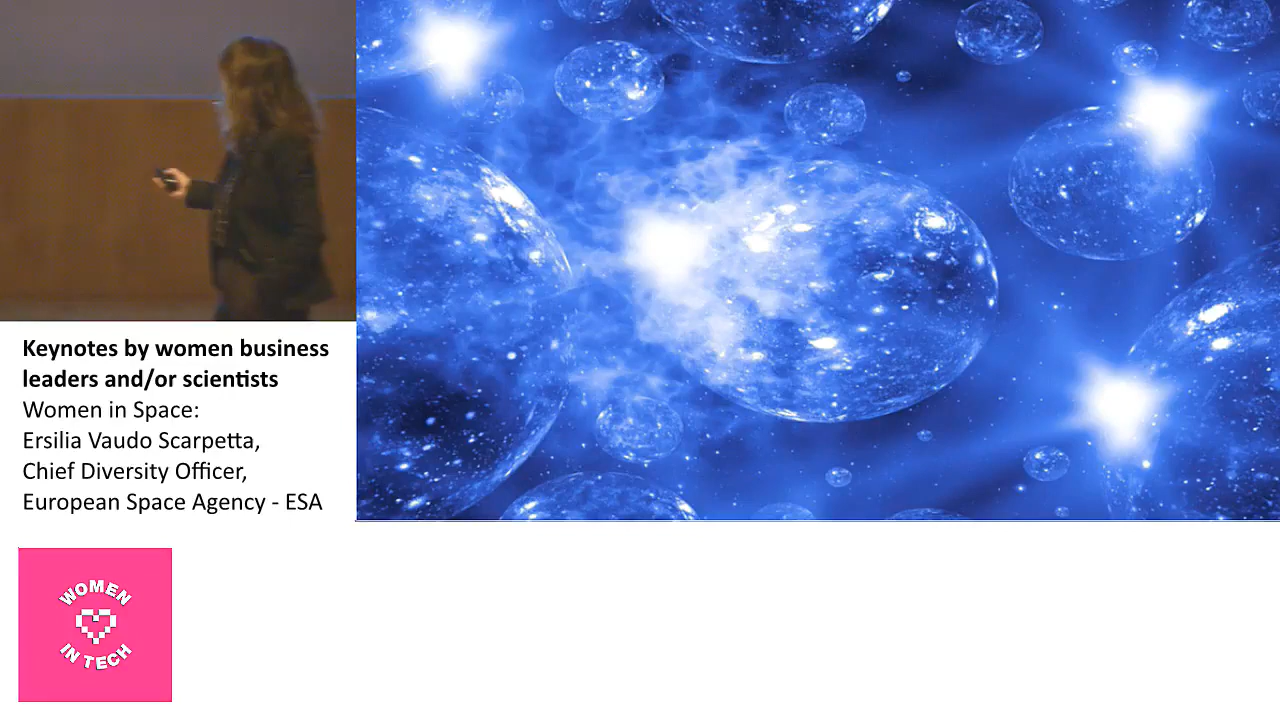 Keynotes by women business
leaders and/or scientists
Women in Space:
Ersilia Vaudo Scarpetta,
Chief Diversity Officer,
European Space Agency - ESA
WOMEN
IN TECH